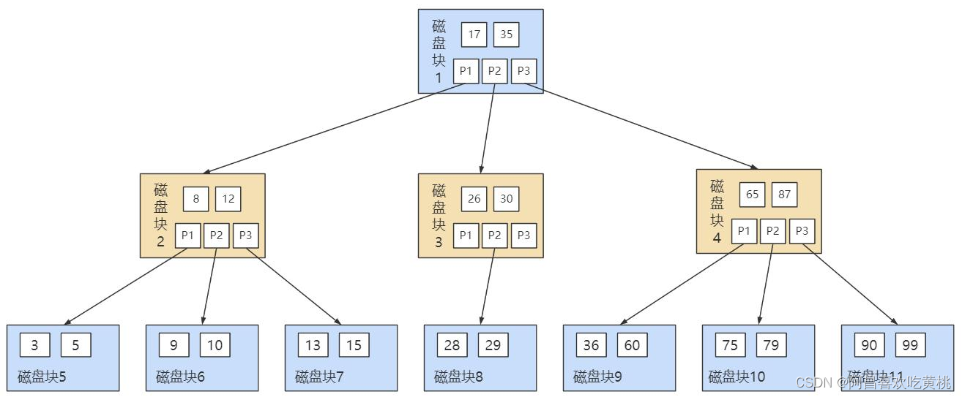 磁盘块1
17 35
P1 P2 P3
磁盘块2
8 12
P1 P2 P3
磁盘块3
26 30
P1 P2 P3
磁盘块4
65 87
P1 P2 P3
3 5
磁盘块5
9 10
磁盘块6
13 15
磁盘块7
28 29
磁盘块8
36 60
磁盘块9
75 79
磁盘块10
90 99
磁盘块11
CSDN @阿昌喜欢吃黄桃